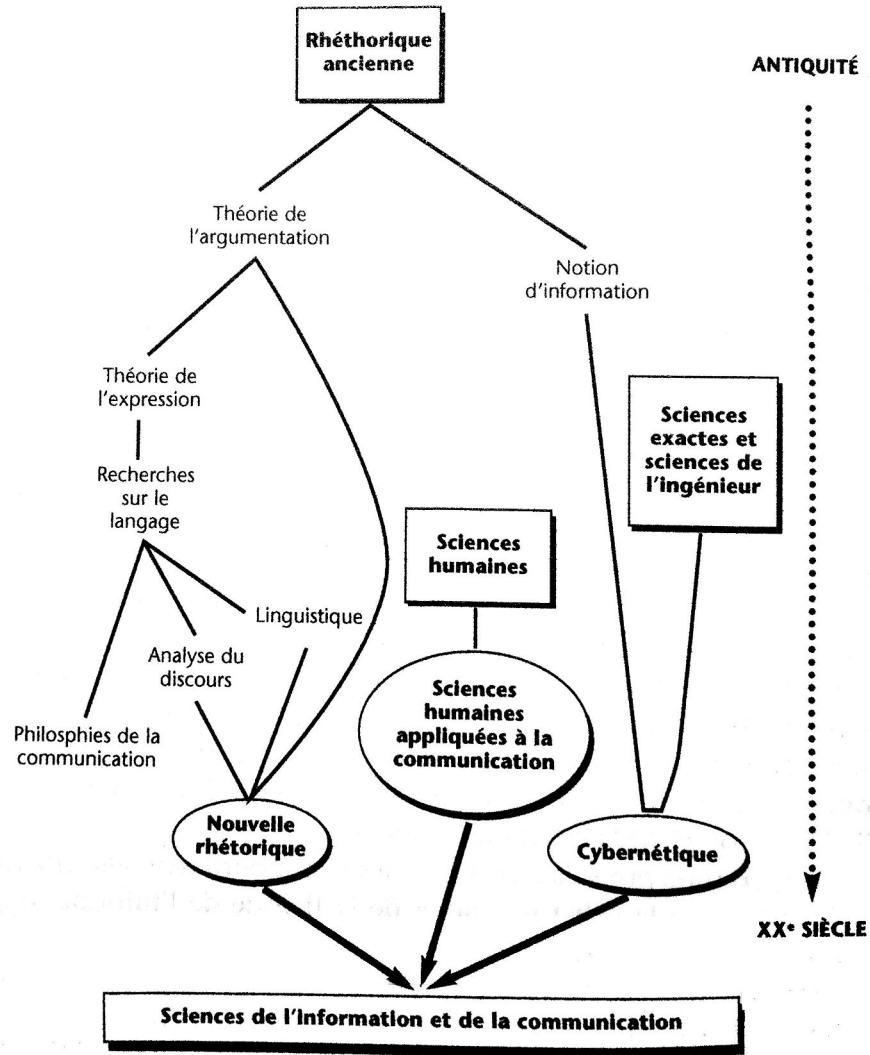 Rhéthorique
ancienne
ANTIQUITÉ
Théorie de
l'argumentation
Notion
d'information
Théorie de
l'expression
Sciences
exactes et
sciences de
l'ingénieur
Recherches
sur le
langage
Sciences
humaines
Linguistique
Analyse du
discours
Sciences
humaines
appliquées à la
communication
Philosphies de la
communication
Nouvelle
rhétorique
Cybernétique
XXe SIÈCLE
Sciences de l'information et de la communication